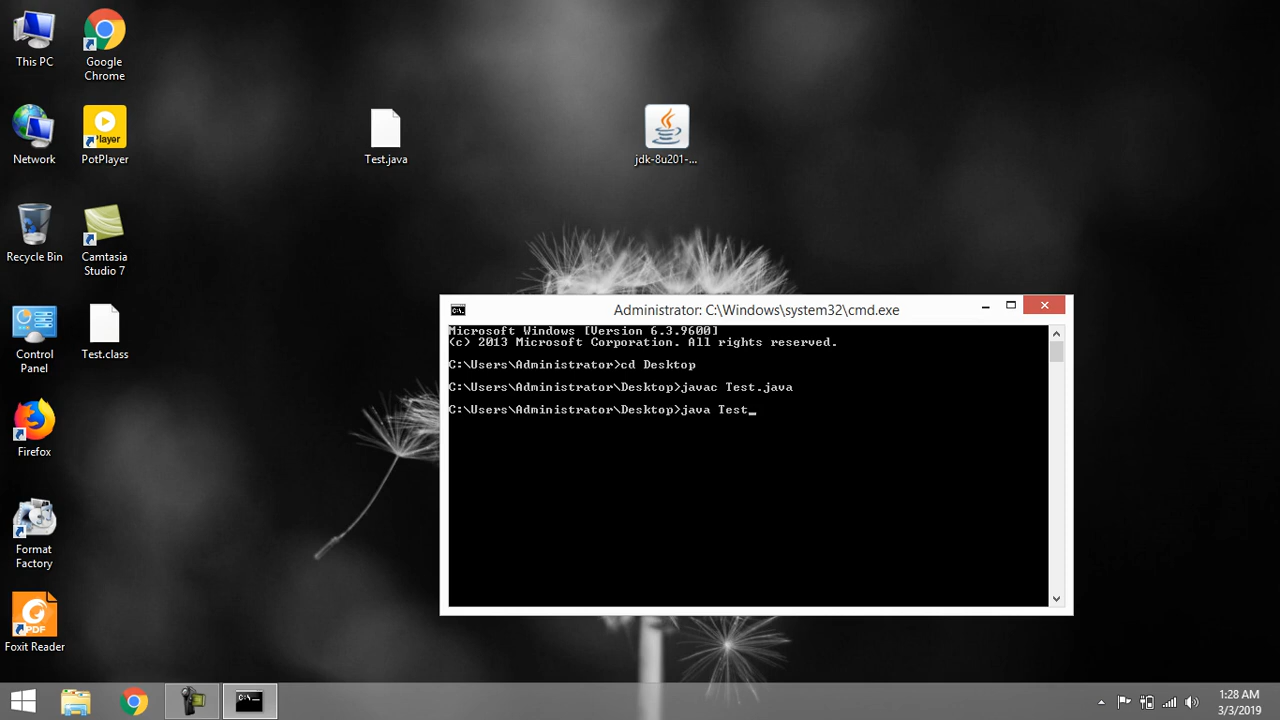 This PC
Google
Chrome
Network
PotPlayer
Player
Test.java
jdk-8u201-...
Recycle Bin
Camtasia
Studio 7
Control
Panel
Test.class
Firefox
Format
Factory
PDF
Foxit Reader
Administrator: C:\Windows\system32\cmd.exe
Microsoft Windows [Version 6.3.9600]
(c) 2013 Microsoft Corporation. All rights reserved.
C:\Users\Administrator>cd Desktop
C:\Users\Administrator\Desktop>javac Test.java
C:\Users\Administrator\Desktop>java Test_
1:28 AM
3/3/2019